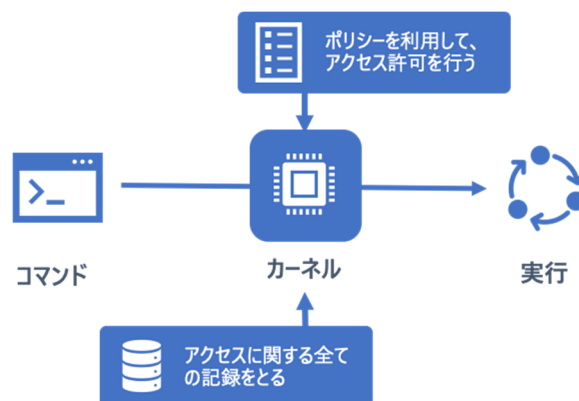 ポリシーを利用して、
アクセス許可を行う
コマンド
カーネル
実行
アクセスに関する全て
の記録をとる